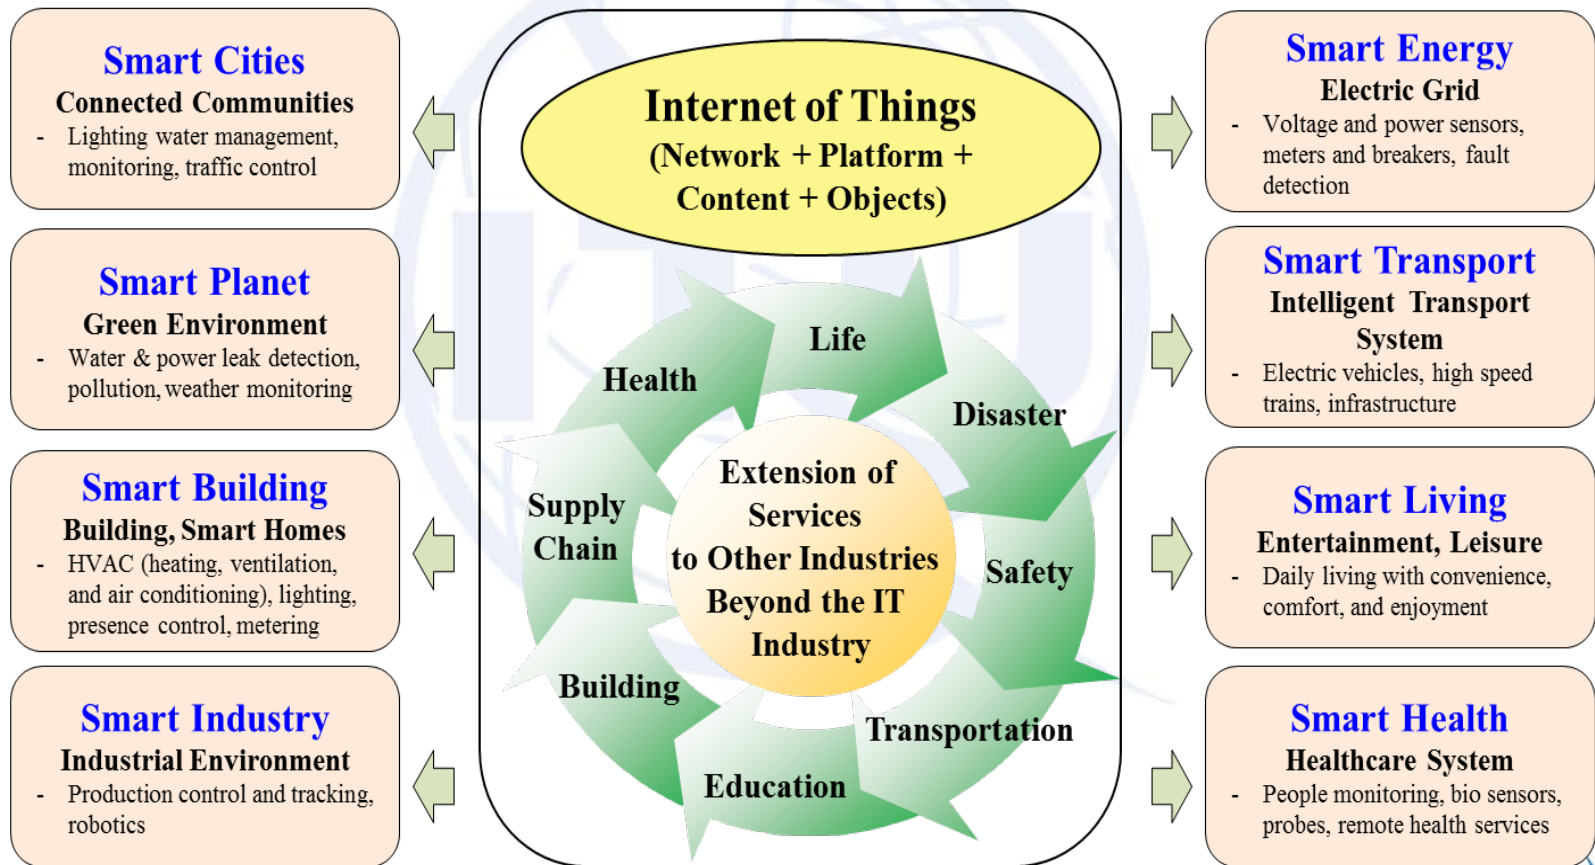 Smart Cities
Connected Communities
- Lighting water management,
monitoring, traffic control
Smart Planet
Green Environment
- Water & power leak detection,
pollution, weather monitoring
Smart Building
Building, Smart Homes
- HVAC (heating, ventilation,
and air conditioning), lighting,
presence control, metering
Smart Industry
Industrial Environment
- Production control and tracking,
robotics
Internet of Things
(Network + Platform +
Content + Objects)
Life
Disaster
Safety
Transportation
Education
Building
Supply
Chain
Health
Extension of
Services
to Other Industries
Beyond the IT
Industry
Smart Energy
Electric Grid
- Voltage and power sensors,
meters and breakers, fault
detection
Smart Transport
Intelligent Transport
System
- Electric vehicles, high speed
trains, infrastructure
Smart Living
Entertainment, Leisure
- Daily living with convenience,
comfort, and enjoyment
Smart Health
Healthcare System
- People monitoring, bio sensors,
probes, remote health services
ITU